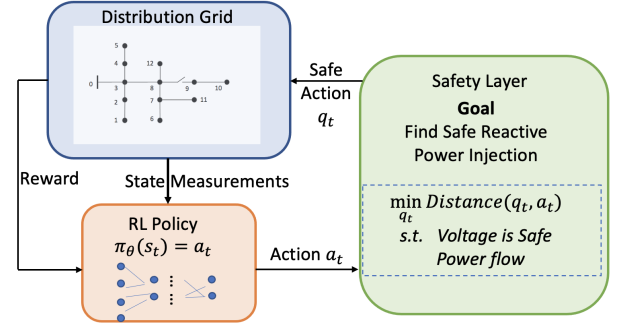 Distribution Grid
5
4
12
0
3
8
9
10
2
7
11
1
6
Safe
Action
q_t
Safety Layer
Goal
Find Safe Reactive
Power Injection
min Distance(q_t, a_t)
q_t
s.t. Voltage is Safe
Power flow
Reward
State Measurements
RL Policy
π_θ(s_t) = a_t
Action a_t